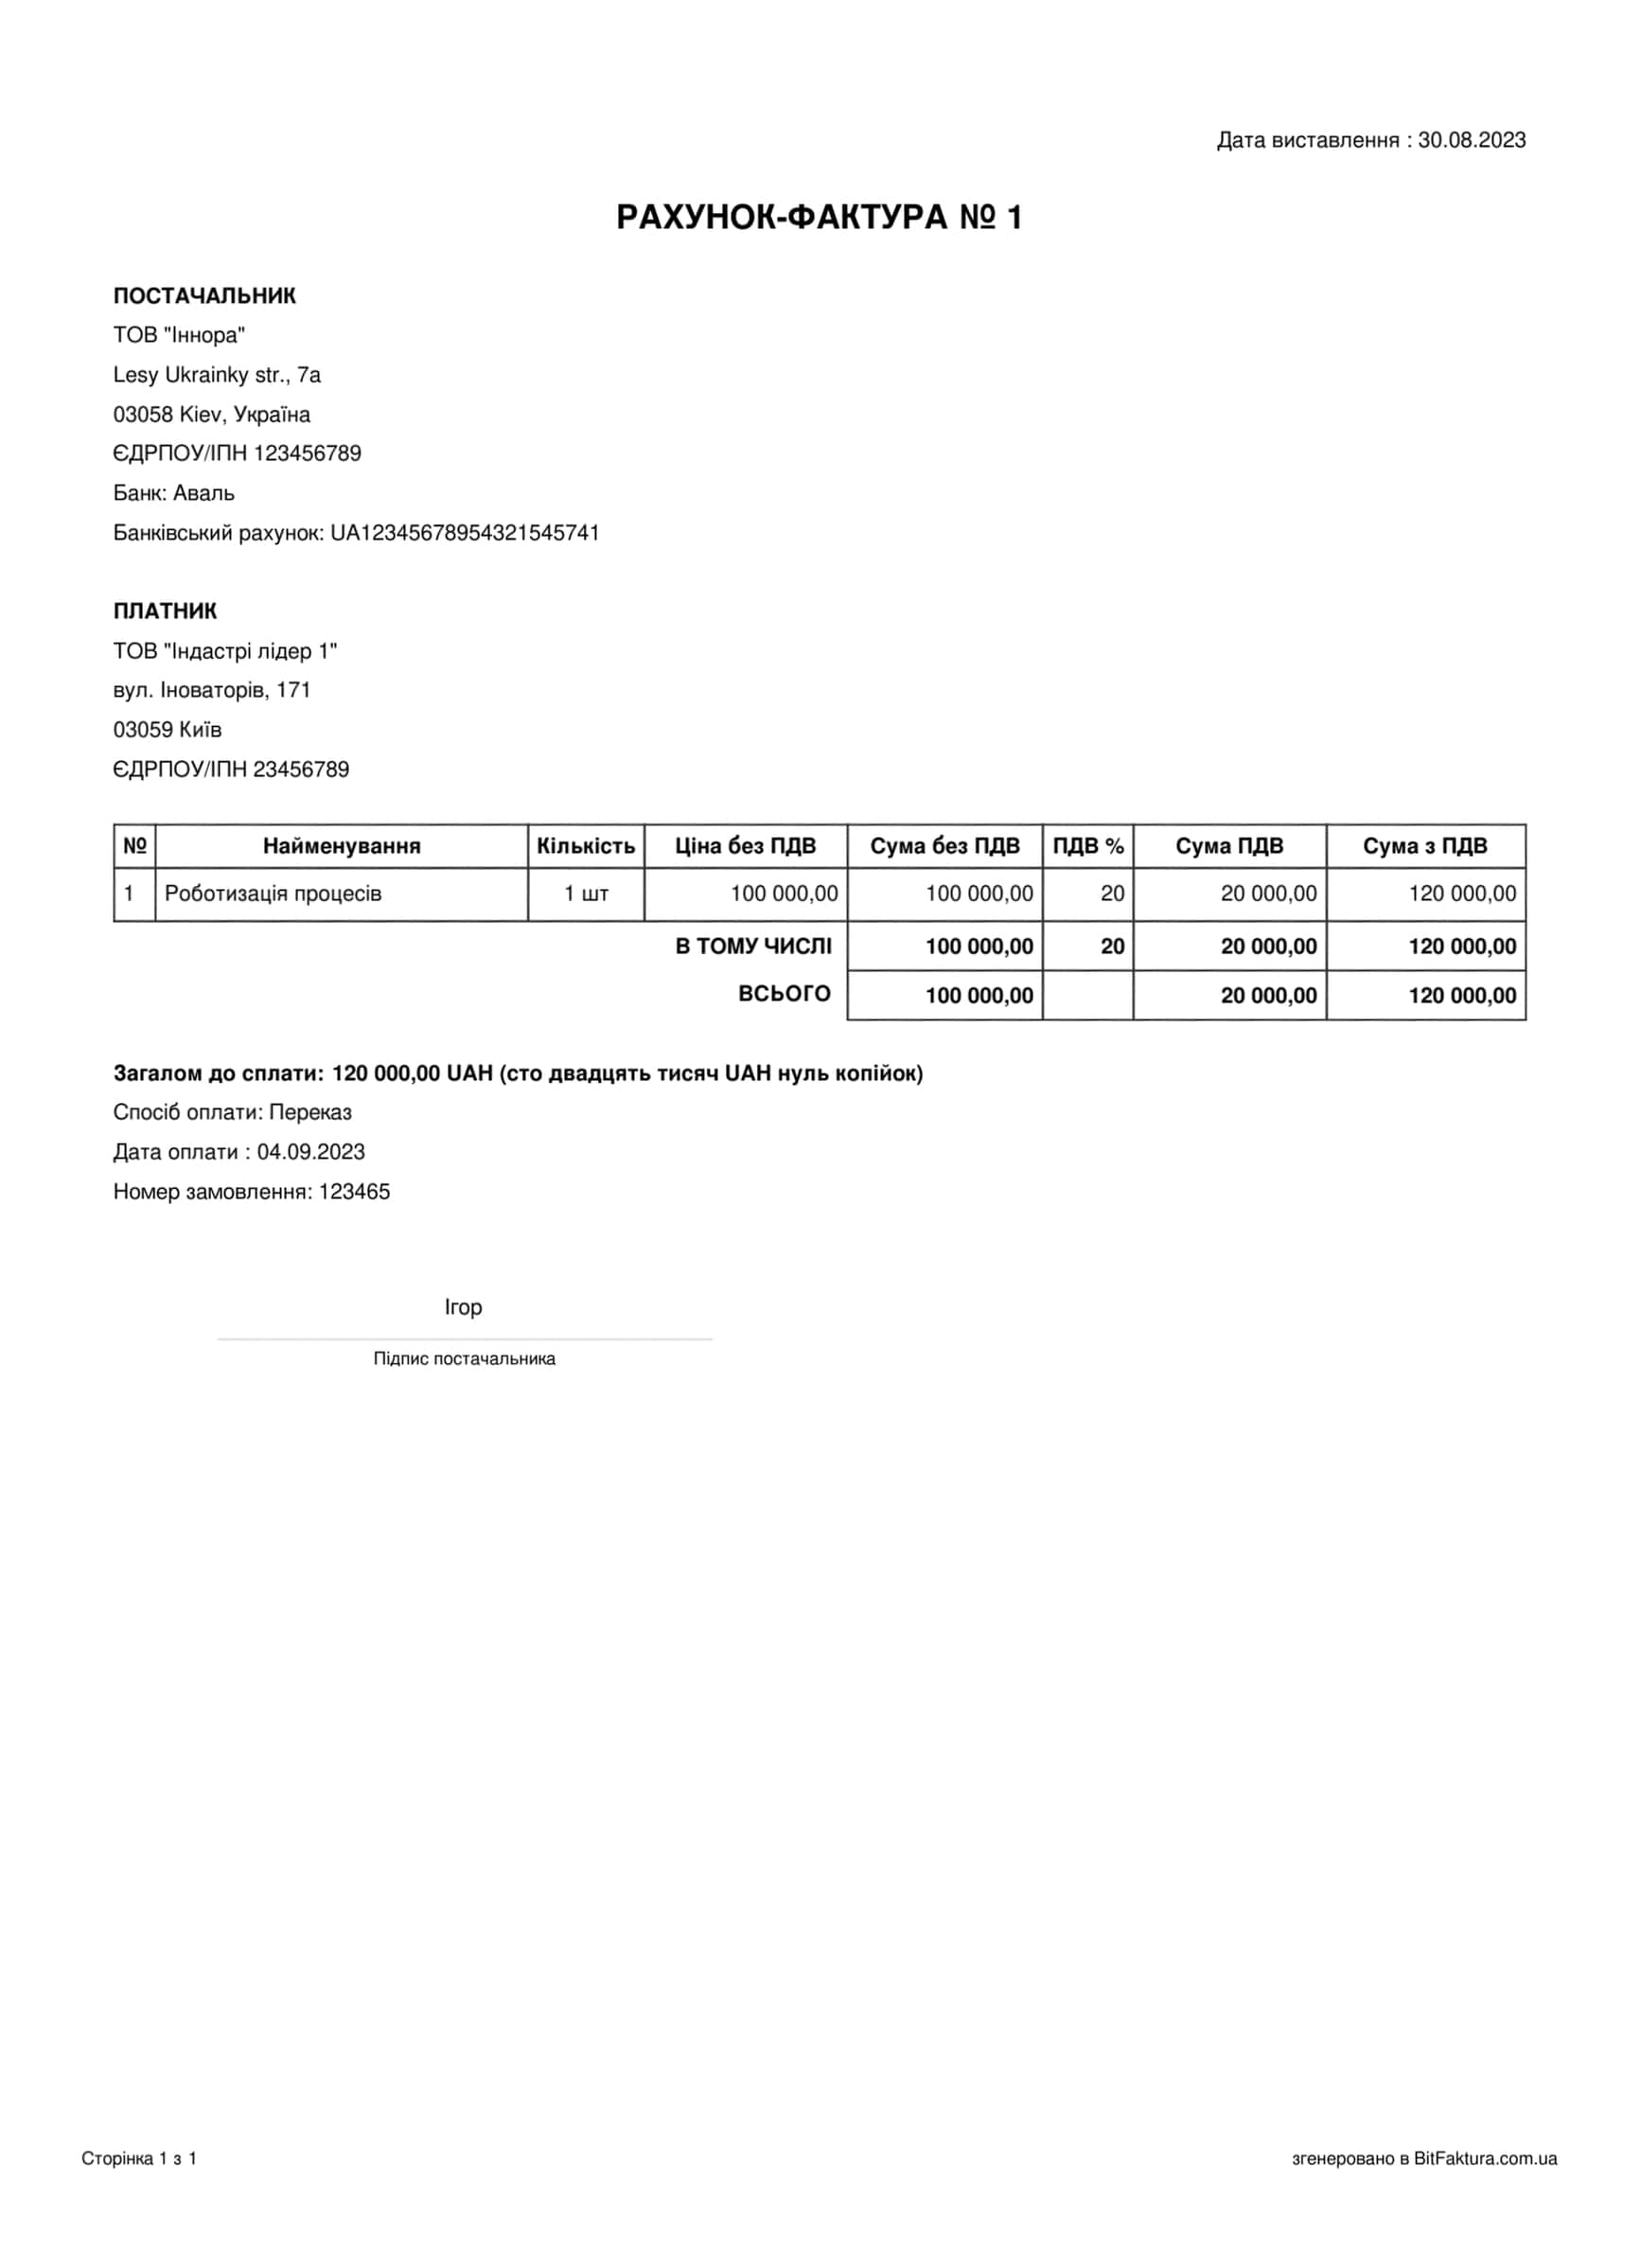 Дата виставлення : 30.08.2023
РАХУНОК-ФАКТУРА № 1
ПОСТАЧАЛЬНИК
ТОВ "Іннора"
Lesy Ukrainky str., 7a
03058 Kiev, Україна
ЄДРПОУ/ІПН 123456789
Банк: Аваль
Банківський рахунок: UA12345678954321545741
ПЛАТНИК
ТОВ "Індастрі лідер 1"
вул. Іноваторів, 171
03059 Київ
ЄДРПОУ/ІПН 23456789
№ Найменування Кількість Ціна без ПДВ Сума без ПДВ ПДВ % Сума ПДВ Сума з ПДВ
1 Роботизація процесів 1 шт 100 000,00 100 000,00 20 20 000,00 120 000,00
В ТОМУ ЧИСЛІ 100 000,00 20 20 000,00 120 000,00
ВСЬОГО 100 000,00 20 000,00 120 000,00
Загалом до сплати: 120 000,00 UAH (сто двадцять тисяч UAH нуль копійок)
Спосіб оплати: Переказ
Дата оплати : 04.09.2023
Номер замовлення: 123465
Ігор
Підпис постачальника
Сторінка 1 з 1 згенеровано в BitFaktura.com.ua